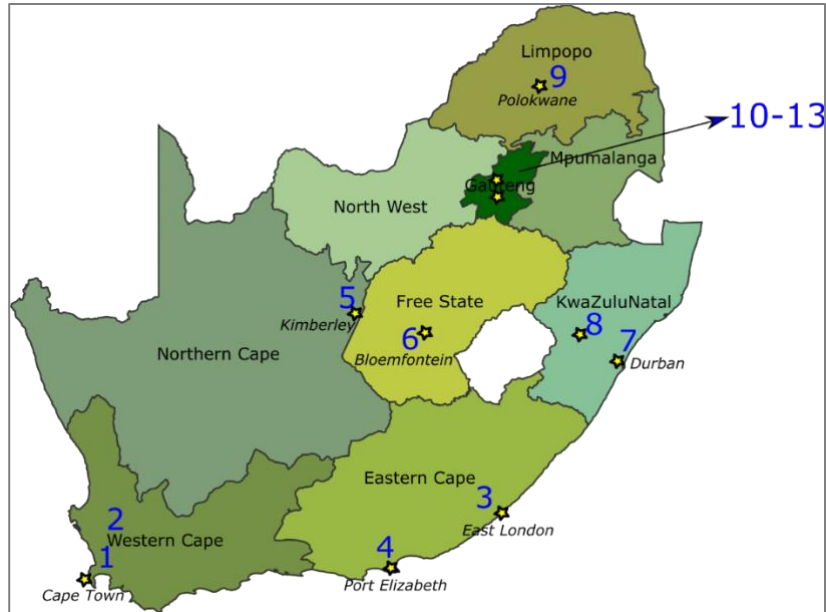 Limpopo
9
Polokwane
10-13
Mpumalanga
Gauteng
North West
5
Kimberley
Free State
6
Bloemfontein
KwaZuluNatal
8
7
Durban
Northern Cape
Eastern Cape
3
East London
2
Western Cape
1
Cape Town
4
Port Elizabeth